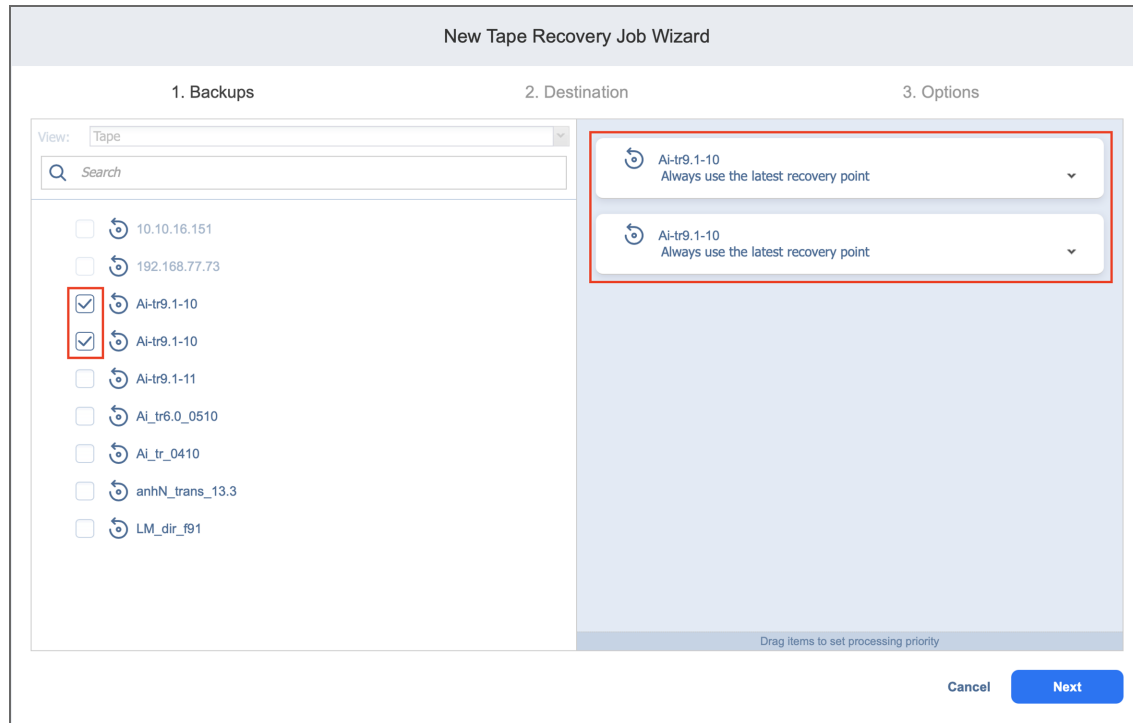 New Tape Recovery Job Wizard
1. Backups
2. Destination
3. Options
View:
Tape
Search
10.10.16.151
192.168.77.73
Ai-tr9.1-10
Ai-tr9.1-10
Ai-tr9.1-11
Ai_tr6.0_0510
Ai_tr_0410
anhN_trans_13.3
LM_dir_f91
Ai-tr9.1-10
Always use the latest recovery point
Ai-tr9.1-10
Always use the latest recovery point
Drag items to set processing priority
Cancel
Next